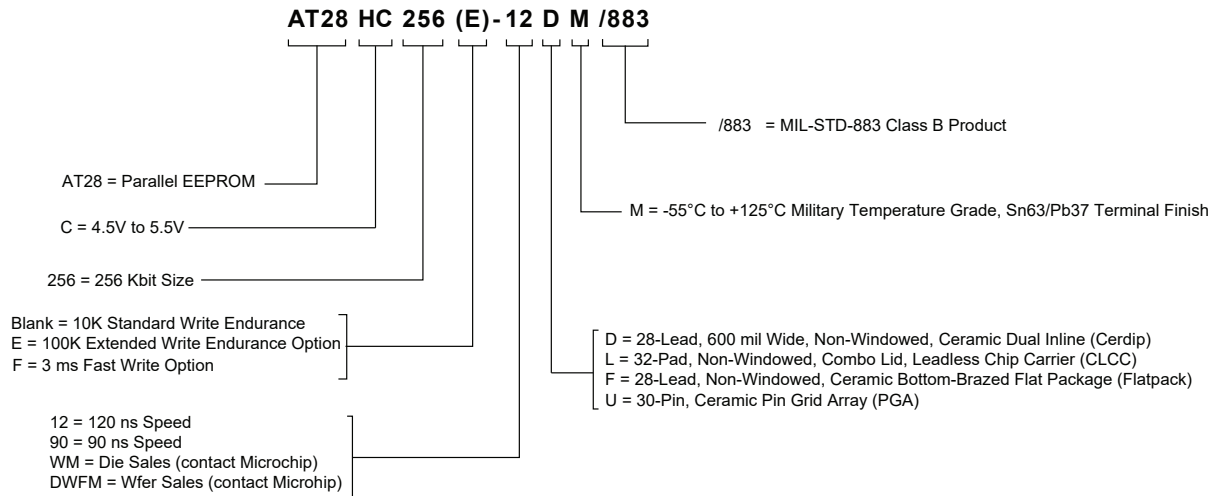 AT28 HC 256 (E)-12 D M /883
/883 = MIL-STD-883 Class B Product
AT28 = Parallel EEPROM
M = -55°C to +125°C Military Temperature Grade, Sn63/Pb37 Terminal Finish
C = 4.5V to 5.5V
256 = 256 Kbit Size
Blank = 10K Standard Write Endurance
E = 100K Extended Write Endurance Option
F = 3 ms Fast Write Option
D = 28-Lead, 600 mil Wide, Non-Windowed, Ceramic Dual Inline (Cerdip)
L = 32-Pad, Non-Windowed, Combo Lid, Leadless Chip Carrier (CLCC)
F = 28-Lead, Non-Windowed, Ceramic Bottom-Brazed Flat Package (Flatpack)
U = 30-Pin, Ceramic Pin Grid Array (PGA)
12 = 120 ns Speed
90 = 90 ns Speed
WM = Die Sales (contact Microchip)
DWFM = Wfer Sales (contact Microhip)